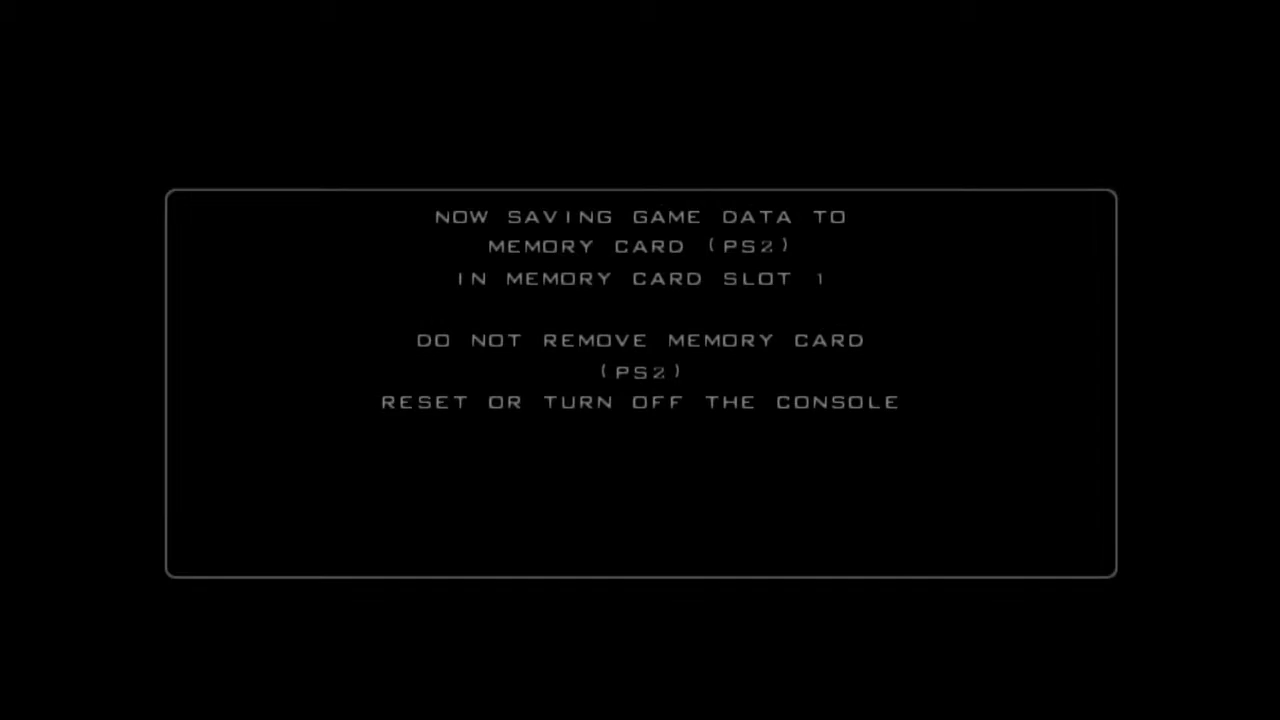 NOW SAVING GAME DATA TO
MEMORY CARD (PS2)
IN MEMORY CARD SLOT 1
DO NOT REMOVE MEMORY CARD
(PS2)
RESET OR TURN OFF THE CONSOLE